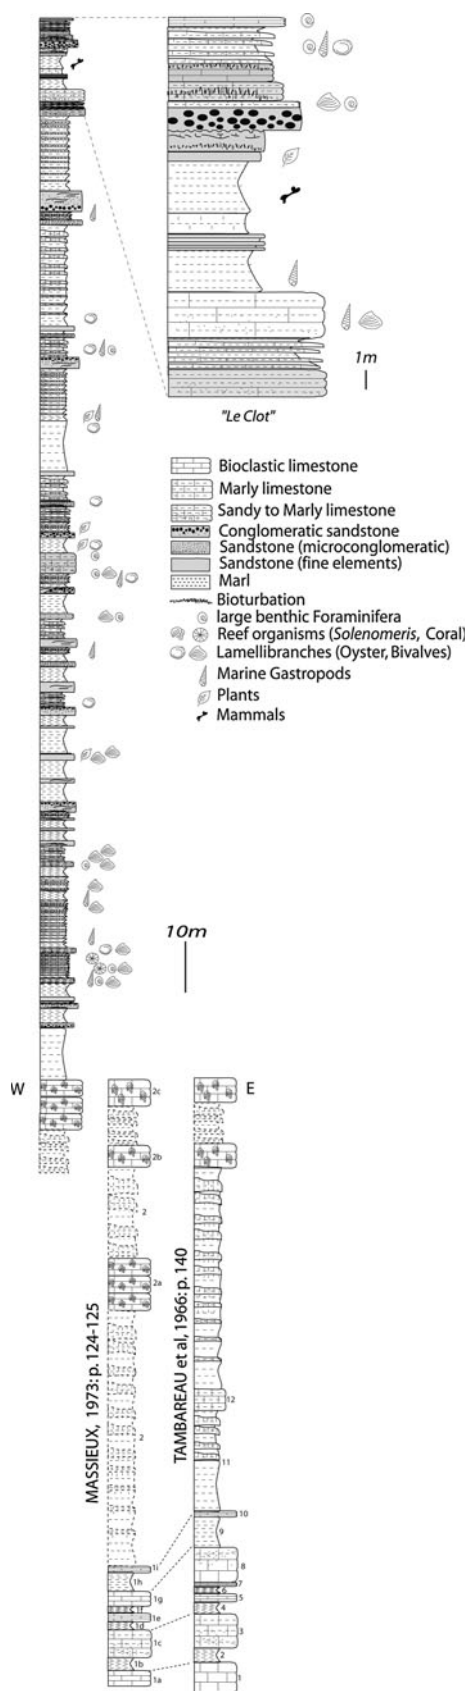 1m
"Le Clot"
Bioclastic limestone
Marly limestone
Sandy to Marly limestone
Conglomeratic sandstone
Sandstone (microconglomeratic)
Sandstone (fine elements)
Marl
Bioturbation
large benthic Foraminifera
Reef organisms (Solenomeris, Coral)
Lamellibranches (Oyster, Bivalves)
Marine Gastropods
Plants
Mammals
10m
W
E
2c
2b
2
2a
MASSIEUX, 1973: p. 124-125
TAMBAREAU et al, 1966: p. 140
2
12
11
10
9
1i
1h
8
1g
7
6
1f
5
1e
4
1d
3
1c
2
1b
1
1a